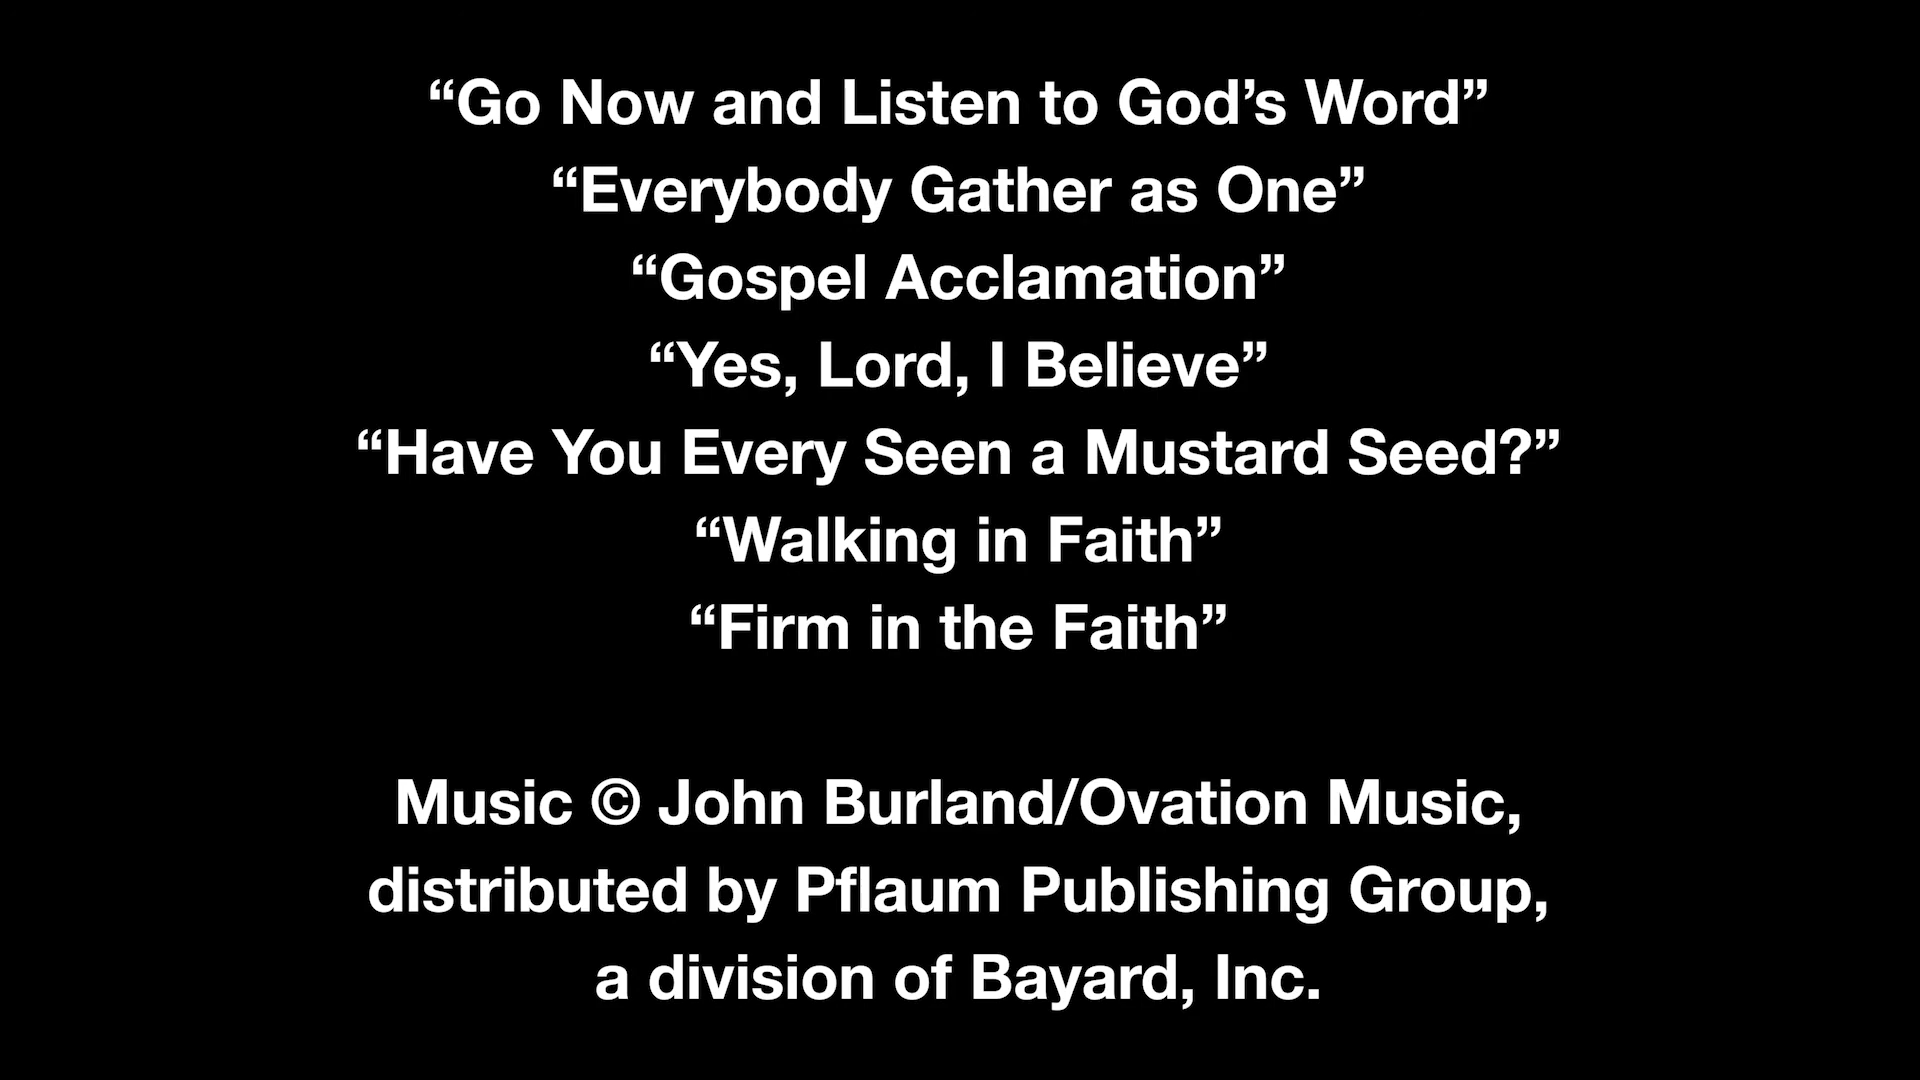 “Go Now and Listen to God’s Word”
“Everybody Gather as One”
“Gospel Acclamation”
“Yes, Lord, I Believe”
“Have You Every Seen a Mustard Seed?”
“Walking in Faith”
“Firm in the Faith”
Music © John Burland/Ovation Music,
distributed by Pflaum Publishing Group,
a division of Bayard, Inc.